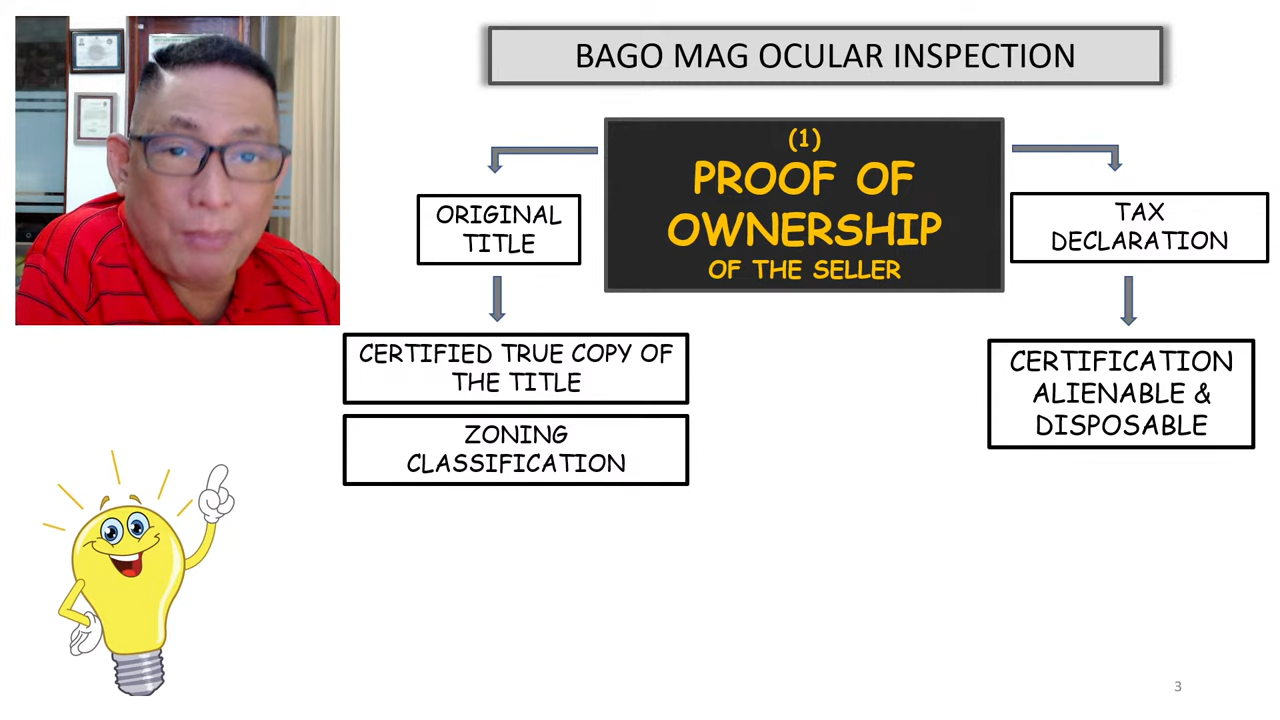 BAGO MAG OCULAR INSPECTION
(1)
PROOF OF
OWNERSHIP
OF THE SELLER
ORIGINAL
TITLE
CERTIFIED TRUE COPY OF
THE TITLE
ZONING
CLASSIFICATION
TAX
DECLARATION
CERTIFICATION
ALIENABLE &
DISPOSABLE
3